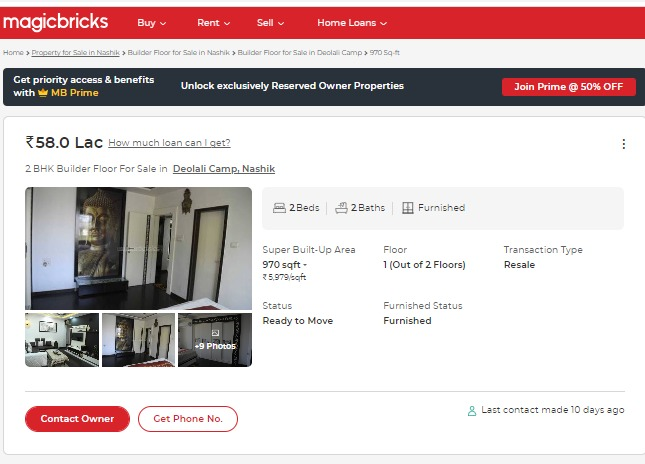 magicbricks
Buy
Rent
Sell
Home Loans
Home > Property for Sale in Nashik > Builder Floor for Sale in Nashik > Builder Floor for Sale in Deolali Camp > 970 Sq-ft
Get priority access & benefits
with MB Prime
Unlock exclusively Reserved Owner Properties
Join Prime @ 50% OFF
₹58.0 Lac How much loan can I get?
2 BHK Builder Floor For Sale in Deolali Camp, Nashik
2 Beds
2 Baths
Furnished
Super Built-Up Area
970 sqft
₹5,979/sqft
Floor
1 (Out of 2 Floors)
Transaction Type
Resale
Status
Ready to Move
Furnished Status
Furnished
+9 Photos
Contact Owner
Get Phone No.
Last contact made 10 days ago